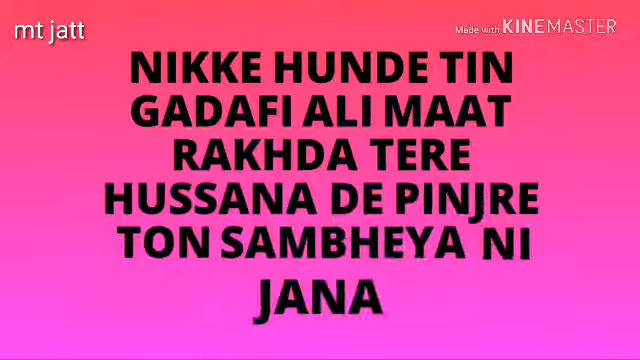 mt jatt
Made with KINEMASTER
NIKKE HUNDE TIN
GADAFI ALI MAAT
RAKHDA TERE
HUSSANA DE PINJRE
TON SAMBHEYA NI
JANA